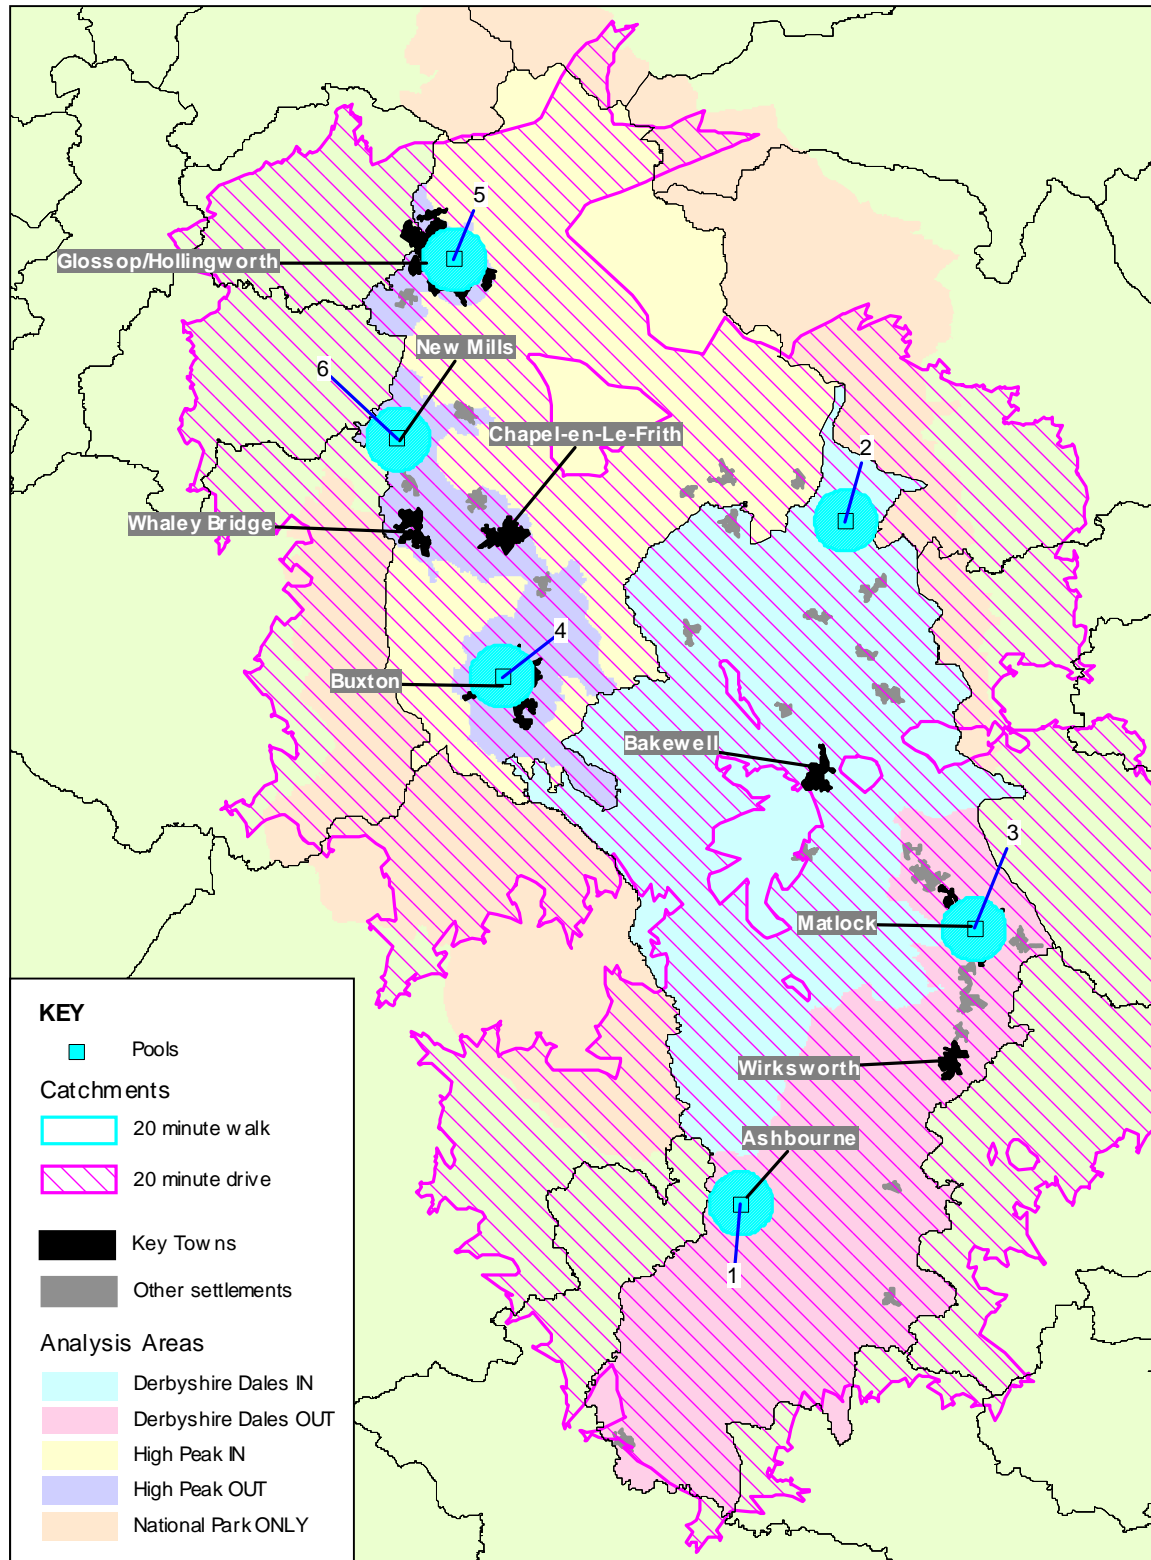 5
Glossop/Hollingworth
New Mills
6
Chapel-en-Le-Frith
2
Whaley Bridge
4
Buxton
Bakewell
3
Matlock
Wirksworth
Ashbourne
1
KEY
Pools
Catchments
20 minute walk
20 minute drive
Key Towns
Other settlements
Analysis Areas
Derbyshire Dales IN
Derbyshire Dales OUT
High Peak IN
High Peak OUT
National Park ONLY